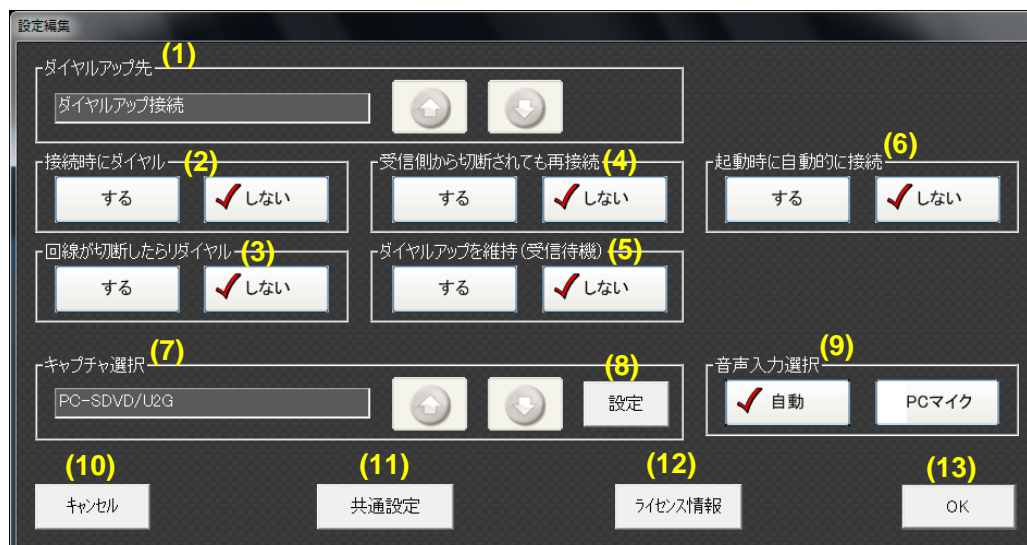 設定編集
(1)
ダイヤルアップ先
ダイヤルアップ接続
接続時にダイヤル (2)
する しない
受信側から切断されても再接続 (4)
する しない
(6)
起動時に自動的に接続
する しない
回線が切断したらリダイヤル (3)
する しない
ダイヤルアップを維持(受信待機) (5)
する しない
(7)
キャプチャ選択
PC-SDVD/U2G
(8)
設定
(9)
音声入力選択
自動 PCマイク
(10) (11) (12) (13)
キャンセル 共通設定 ライセンス情報 OK